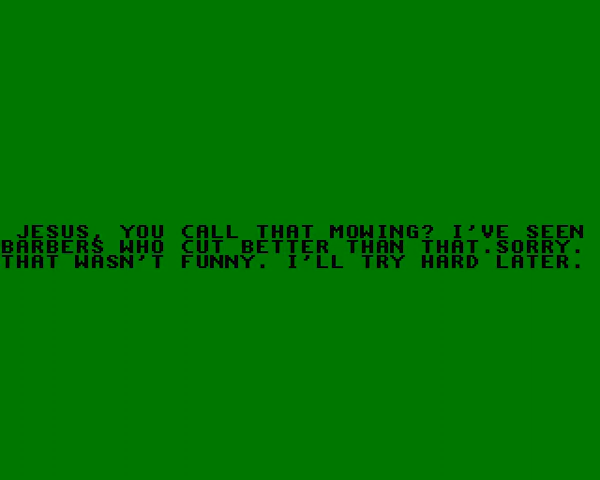 JESUS, YOU CALL THAT MOWING? I'VE SEEN
BARBERS WHO CUT BETTER THAN THAT.SORRY.
THAT WASN'T FUNNY. I'LL TRY HARD LATER.